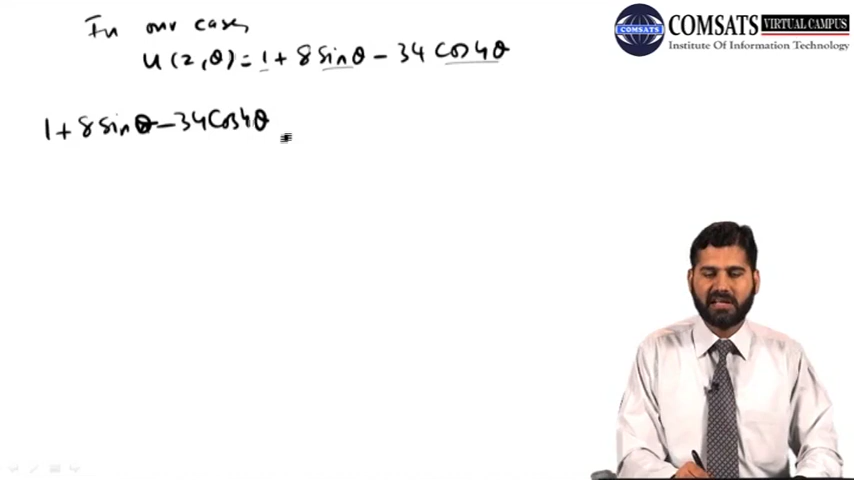 In our case,
u(2,θ) = 1 + 8 sinθ - 34 cos4θ
1 + 8 sinθ - 34 cos4θ =
COMSATS VIRTUAL CAMPUS
Institute Of Information Technology